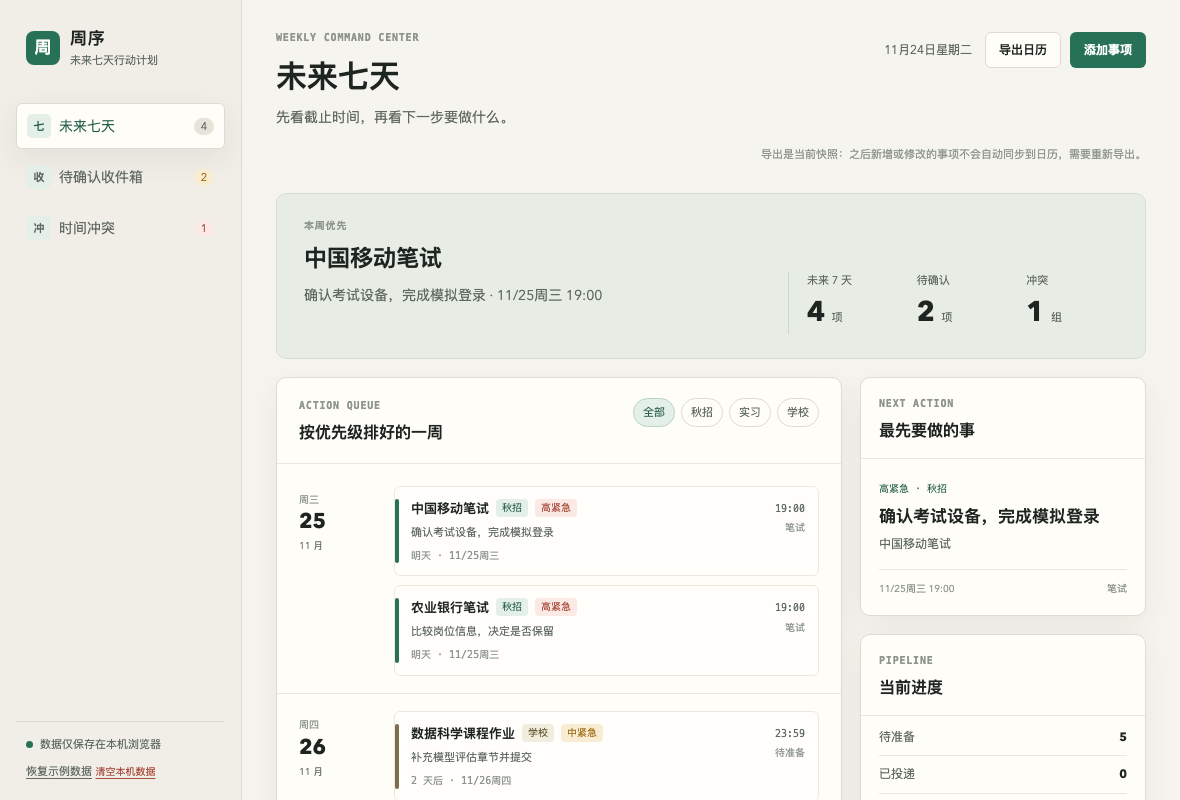 周
周序
未来七天行动计划
七 未来七天 4
收 待确认收件箱 2
冲 时间冲突 1
数据仅保存在本机浏览器
恢复示例数据 清空本机数据
WEEKLY COMMAND CENTER
未来七天
先看截止时间，再看下一步要做什么。
11月24日星期二 导出日历 添加事项
导出是当前快照：之后新增或修改的事项不会自动同步到日历，需要重新导出。
本周优先
中国移动笔试
确认考试设备，完成模拟登录 · 11/25周三 19:00
未来 7 天 待确认 冲突
4 项 2 项 1 组
ACTION QUEUE
按优先级排好的一周
全部 秋招 实习 学校
周三
25
11 月
中国移动笔试 秋招 高紧急 19:00
确认考试设备，完成模拟登录 笔试
明天 · 11/25周三
农业银行笔试 秋招 高紧急 19:00
比较岗位信息，决定是否保留 笔试
明天 · 11/25周三
周四
26
11 月
数据科学课程作业 学校 中紧急 23:59
补充模型评估章节并提交 待准备
2 天后 · 11/26周四
NEXT ACTION
最先要做的事
高紧急 · 秋招
确认考试设备，完成模拟登录
中国移动笔试
11/25周三 19:00 笔试
PIPELINE
当前进度
待准备 5
已投递 0